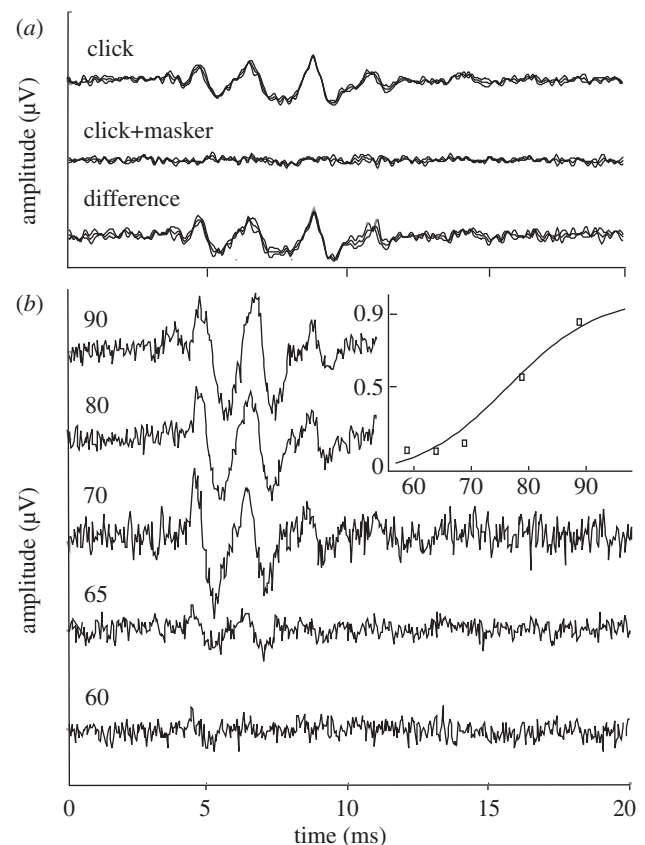 (a)
click
click+masker
difference
amplitude (µV)
(b)
90
80
70
65
60
amplitude (µV)
0.9
0.5
0
60 70 80 90
0 5 10 15 20
time (ms)